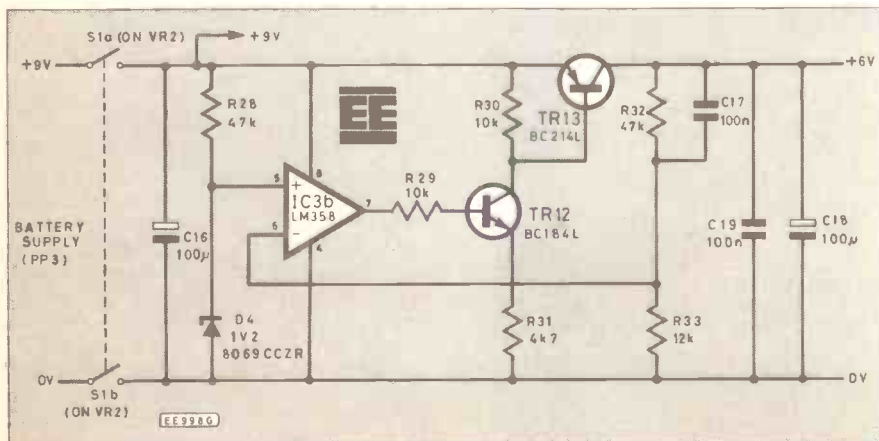 S1a (ON VR2)
+9V
+9V
+6V
R28
47k
EE
R30
10k
TR13
BC214L
R32
47k
C17
100n
5
+
8
IC3b
LM358
7
R29
10k
6
−
4
TR12
BC184L
BATTERY
SUPPLY
(PP3)
C16
100µ
C19
100n
C18
100µ
D4
1V2
8069CCZR
R31
4k7
R33
12k
0V
0V
S1b
(ON VR2)
EE998G